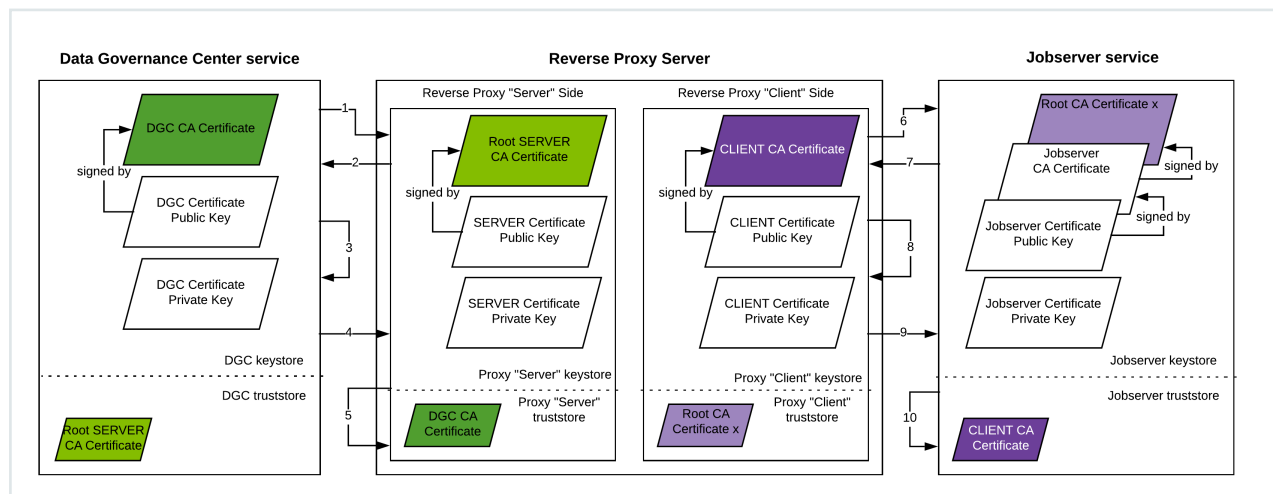 Data Governance Center service
DGC CA Certificate
signed by
DGC Certificate
Public Key
DGC Certificate
Private Key
DGC keystore
DGC truststore
Root SERVER
CA Certificate
1
2
3
4
5
Reverse Proxy Server
Reverse Proxy "Server" Side
Root SERVER
CA Certificate
signed by
SERVER Certificate
Public Key
SERVER Certificate
Private Key
Proxy "Server" keystore
Proxy "Server"
truststore
DGC CA
Certificate
Reverse Proxy "Client" Side
CLIENT CA Certificate
signed by
CLIENT Certificate
Public Key
CLIENT Certificate
Private Key
Proxy "Client" keystore
Proxy "Client"
truststore
Root CA
Certificate x
6
7
8
9
10
Jobserver service
Root CA Certificate x
Jobserver
CA Certificate
signed by
Jobserver Certificate
Public Key
signed by
Jobserver Certificate
Private Key
Jobserver keystore
Jobserver truststore
CLIENT CA
Certificate